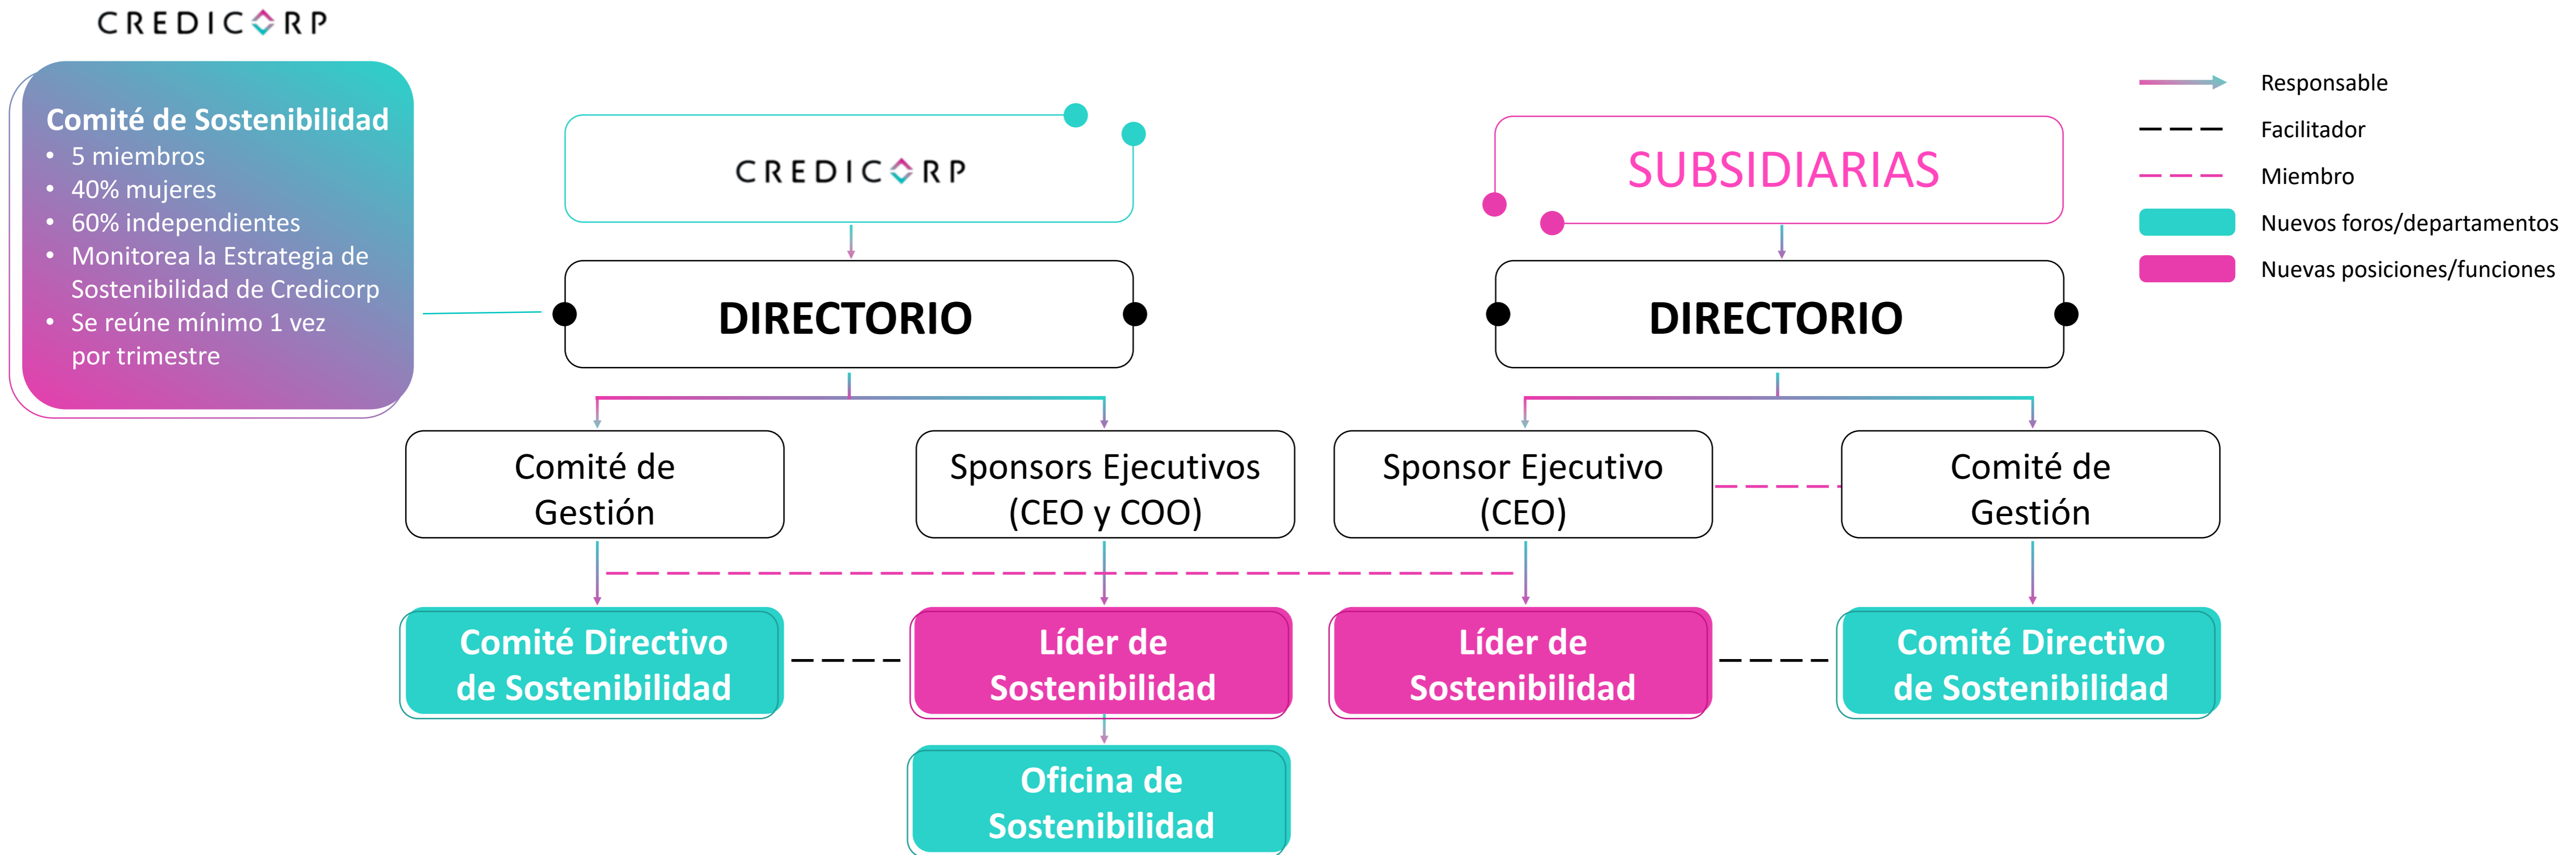 CREDICORP
Comité de Sostenibilidad
• 5 miembros
• 40% mujeres
• 60% independientes
• Monitorea la Estrategia de
Sostenibilidad de Credicorp
• Se reúne mínimo 1 vez
por trimestre
CREDICORP
DIRECTORIO
Comité de
Gestión
Sponsors Ejecutivos
(CEO y COO)
Comité Directivo
de Sostenibilidad
Líder de
Sostenibilidad
Oficina de
Sostenibilidad
SUBSIDIARIAS
DIRECTORIO
Sponsor Ejecutivo
(CEO)
Comité de
Gestión
Líder de
Sostenibilidad
Comité Directivo
de Sostenibilidad
Responsable
Facilitador
Miembro
Nuevos foros/departamentos
Nuevas posiciones/funciones